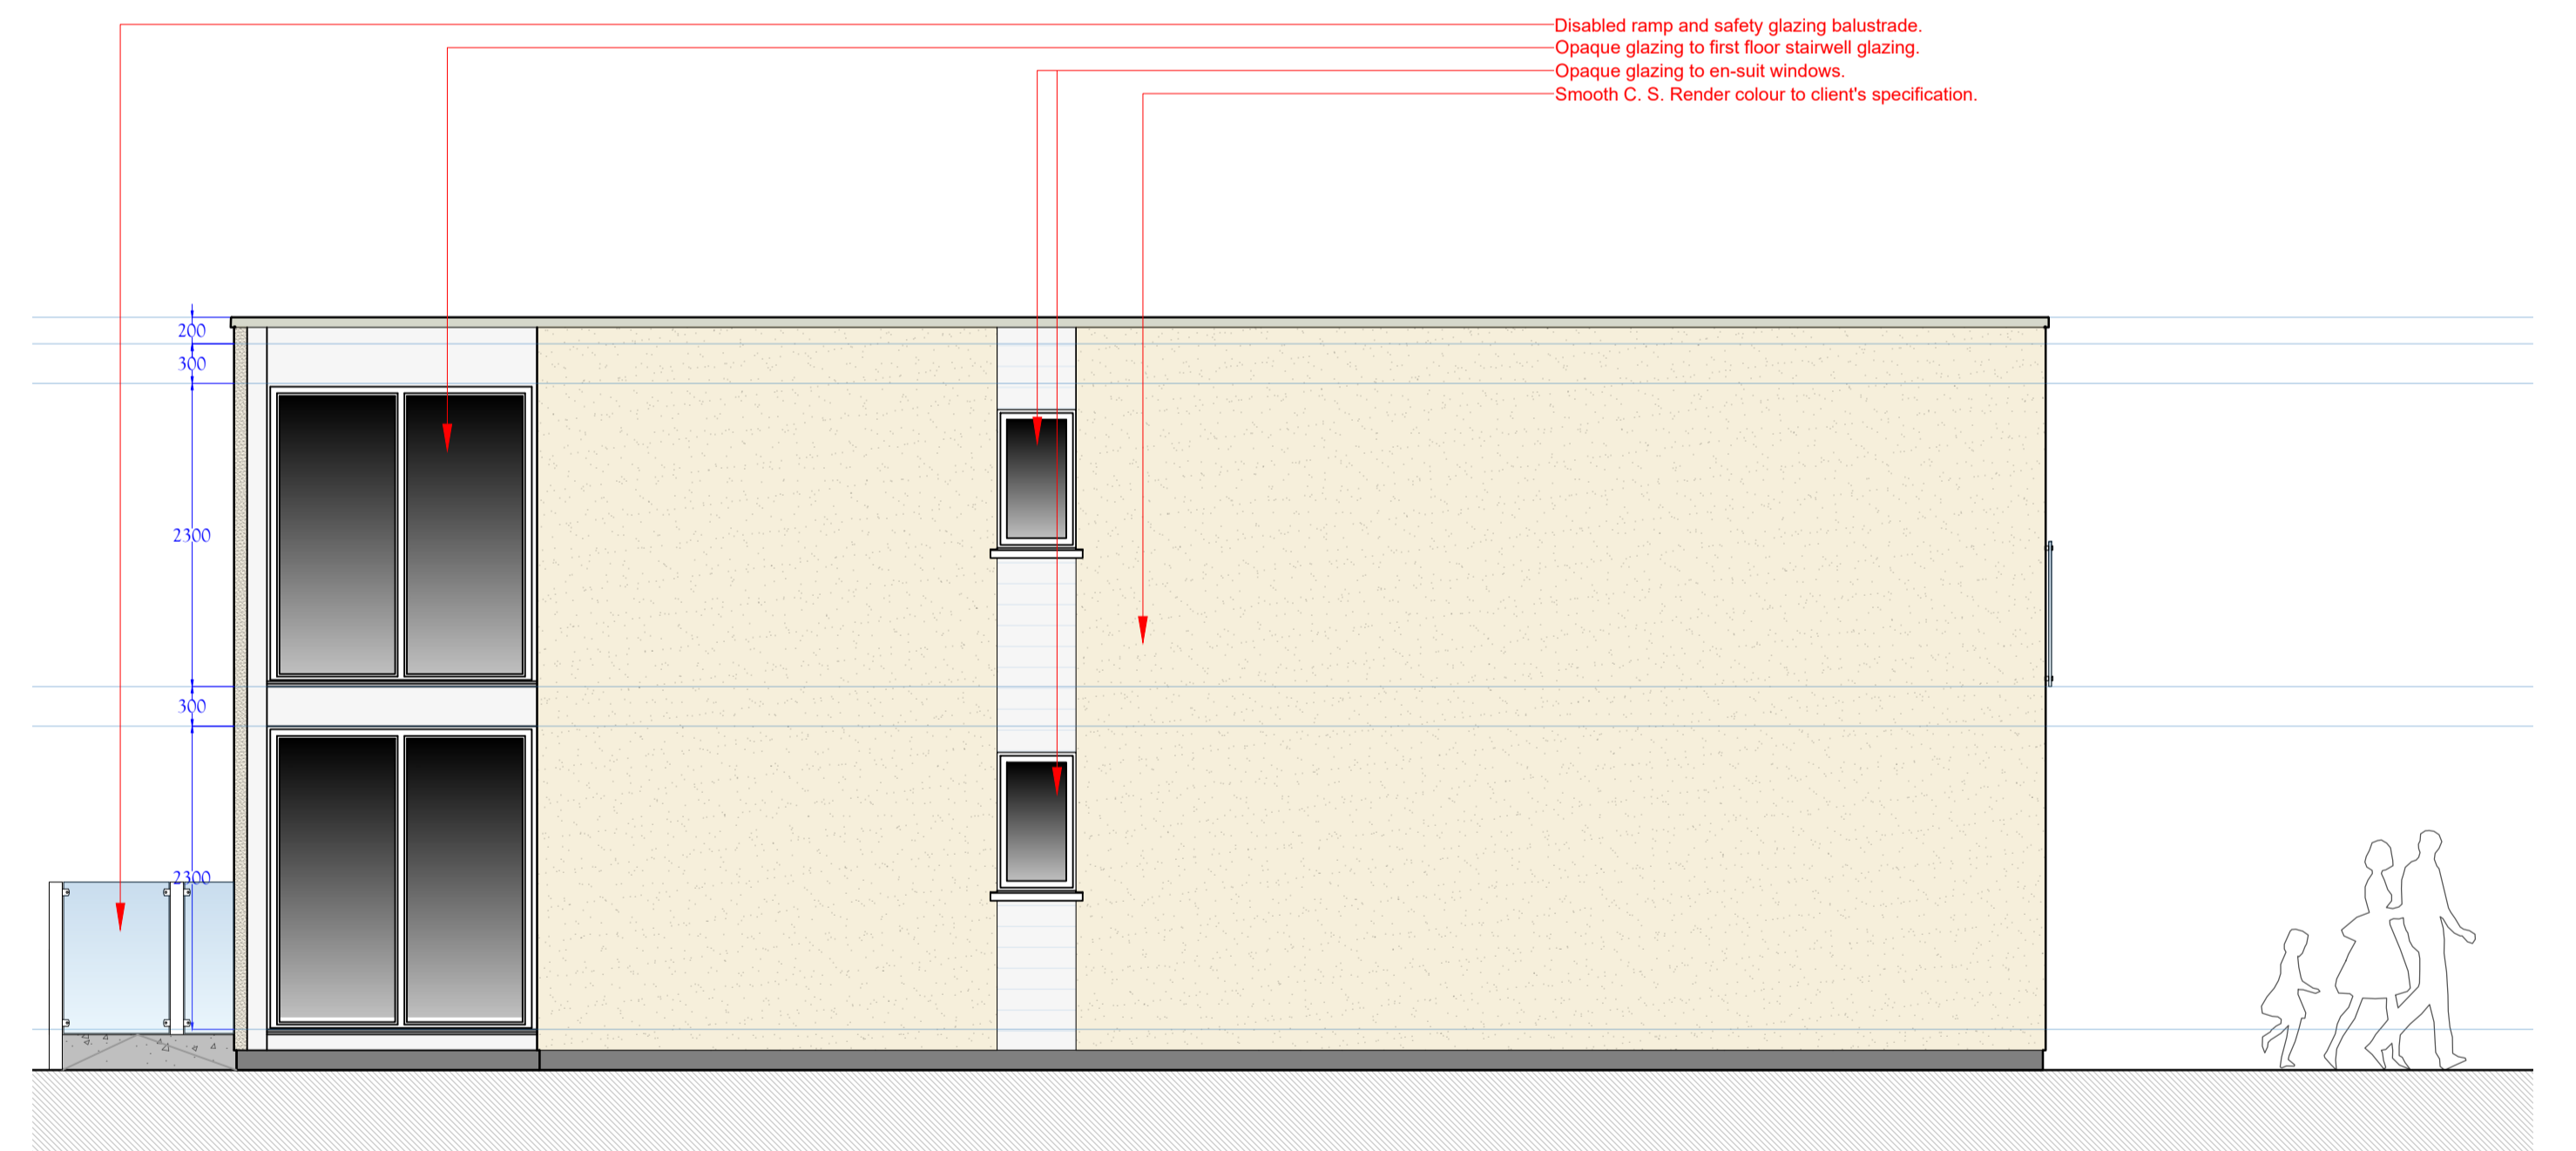 Disabled ramp and safety glazing balustrade.
Opaque glazing to first floor stairwell glazing.
Opaque glazing to en-suit windows.
Smooth C. S. Render colour to client's specification.
200
300
2300
300
2300